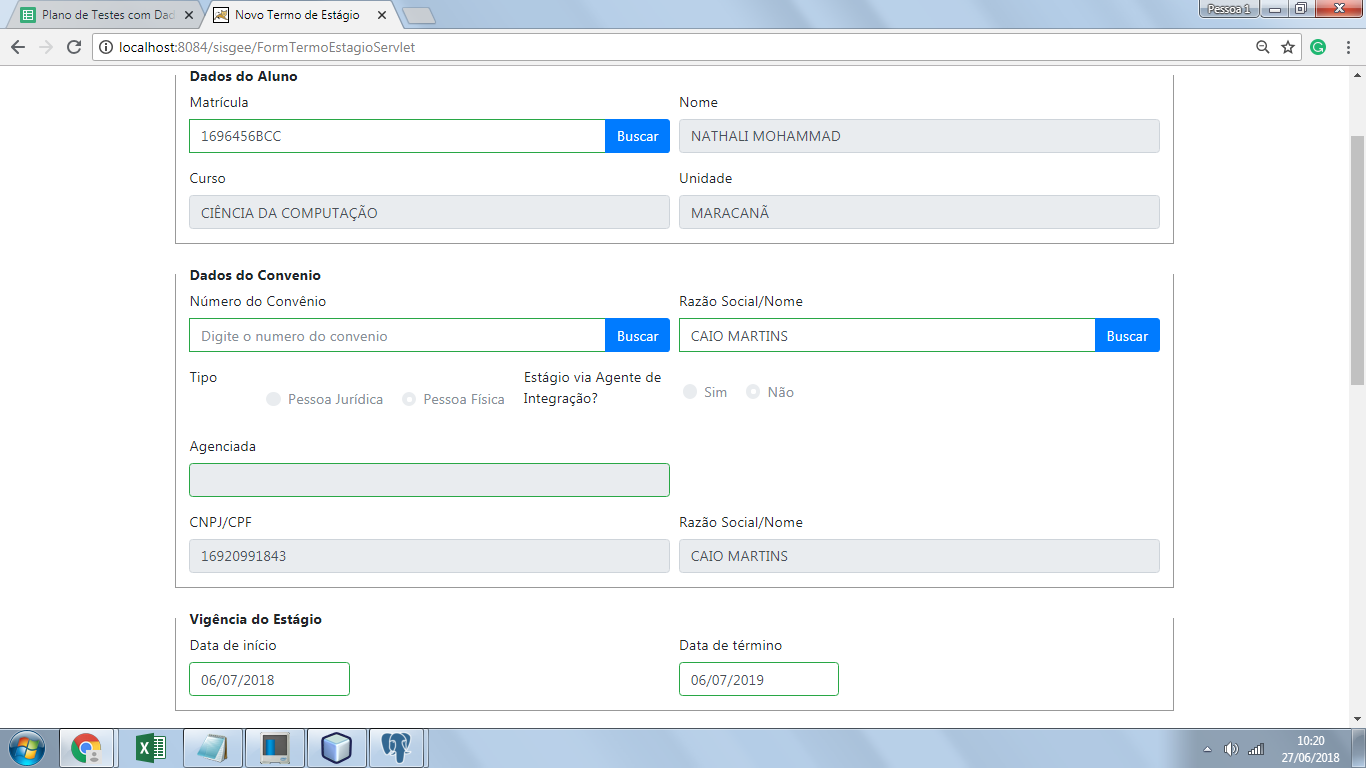 Plano de Testes com Dad
Novo Termo de Estágio
Pessoa 1
localhost:8084/sisgee/FormTermoEstagioServlet
Dados do Aluno
Matrícula
Nome
1696456BCC
Buscar
NATHALI MOHAMMAD
Curso
Unidade
CIÊNCIA DA COMPUTAÇÃO
MARACANÃ
Dados do Convenio
Número do Convênio
Razão Social/Nome
Digite o numero do convenio
Buscar
CAIO MARTINS
Buscar
Tipo
Pessoa Jurídica
Pessoa Física
Estágio via Agente de
Integração?
Sim
Não
Agenciada
CNPJ/CPF
Razão Social/Nome
16920991843
CAIO MARTINS
Vigência do Estágio
Data de início
Data de término
06/07/2018
06/07/2019
10:20
27/06/2018